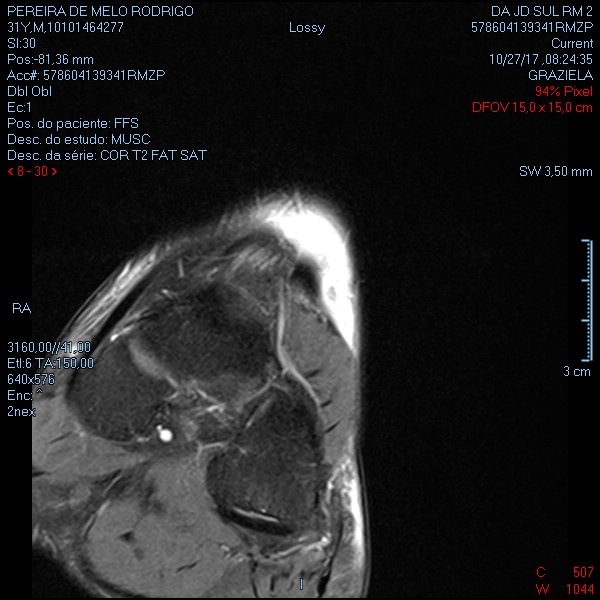 PEREIRA DE MELO RODRIGO
31Y,M,10101464277
Sl:30
Pos:-81,36 mm
Acc#: 578604139341RMZP
Dbl Obl
Ec:1
Pos. do paciente: FFS
Desc. do estudo: MUSC
Desc. da série: COR T2 FAT SAT
< 8 - 30 >
Lossy
DA JD SUL RM 2
578604139341RMZP
Current
10/27/17 ,08:24:35
GRAZIELA
94% Pixel
DFOV 15,0 x 15,0 cm
SW 3,50 mm
RA
3160,00//41,00
Etl:6 TA:150,00
640x576
Enc: ^
2nex
3 cm
I
C 507
W 1044